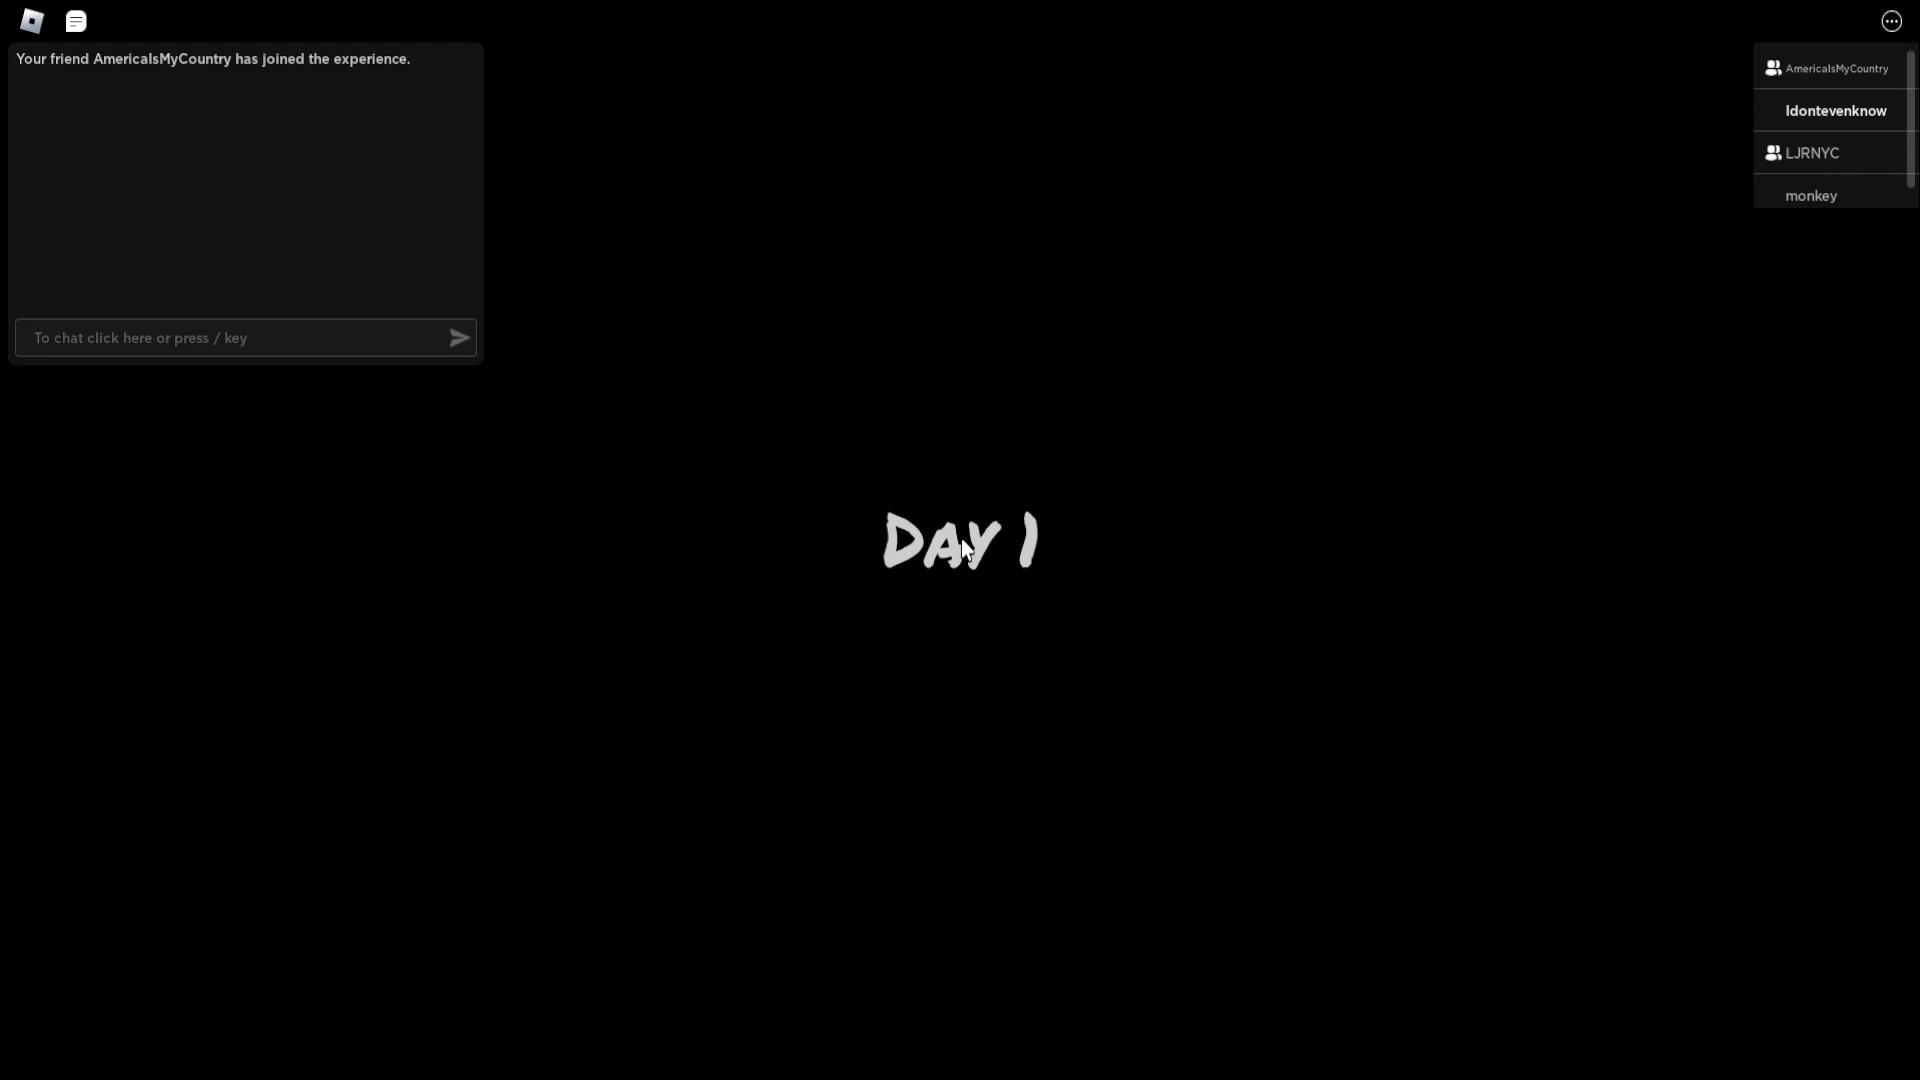 Your friend AmericaIsMyCountry has joined the experience.
To chat click here or press / key
AmericaIsMyCountry
Idontevenknow
LJRNYC
monkey
DAY 1